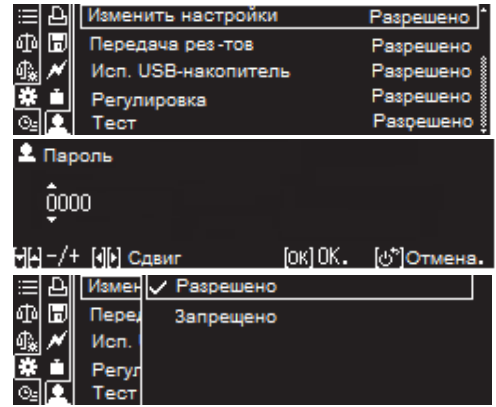 Изменить настройки Разрешено
Передача рез-тов Разрешено
Исп. USB-накопитель Разрешено
Регулировка Разрешено
Тест Разрешено
Пароль
0000
-/+ Сдвиг [OK] OK. Отмена.
Измен ✓ Разрешено
Перед Запрещено
Исп.
Регул
Тест